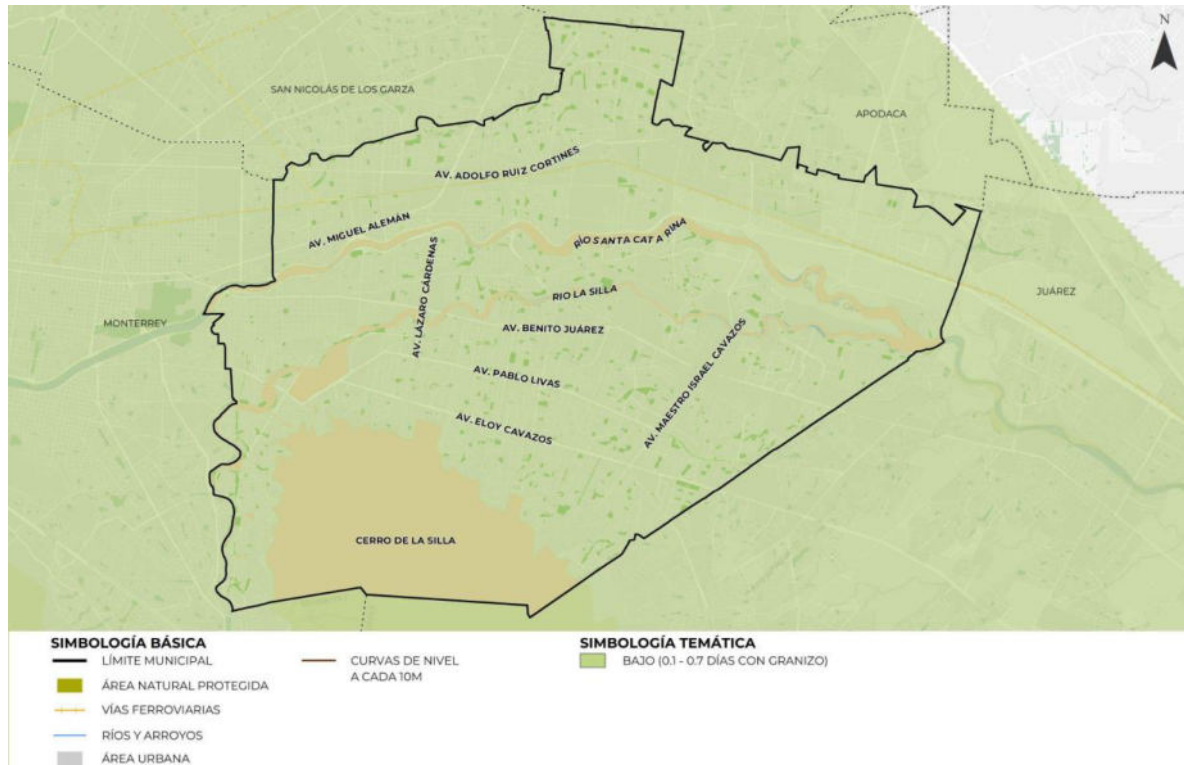 N
SAN NICOLÁS DE LOS GARZA
APODACA
AV. ADOLFO RUIZ CORTINES
AV. MIGUEL ALEMÁN
RÍO SANTA CATARINA
AV. LÁZARO CÁRDENAS
RIO LA SILLA
JUÁREZ
MONTERREY
AV. BENITO JUÁREZ
AV. MAESTRO ISRAEL CAVAZOS
AV. PABLO LIVAS
AV. ELOY CAVAZOS
CERRO DE LA SILLA
SIMBOLOGÍA BÁSICA
LÍMITE MUNICIPAL
ÁREA NATURAL PROTEGIDA
VÍAS FERROVIARIAS
RÍOS Y ARROYOS
ÁREA URBANA
CURVAS DE NIVEL
A CADA 10M
SIMBOLOGÍA TEMÁTICA
BAJO (0.1 - 0.7 DÍAS CON GRANIZO)